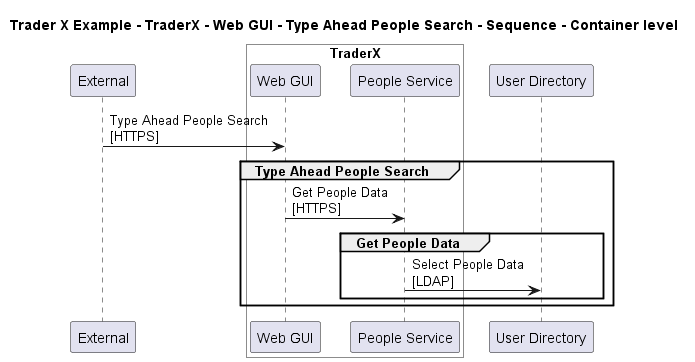 Trader X Example - TraderX - Web GUI - Type Ahead People Search - Sequence - Container level
TraderX
External
Web GUI
People Service
User Directory
Type Ahead People Search
[HTTPS]
Type Ahead People Search
Get People Data
[HTTPS]
Get People Data
Select People Data
[LDAP]
External
Web GUI
People Service
User Directory